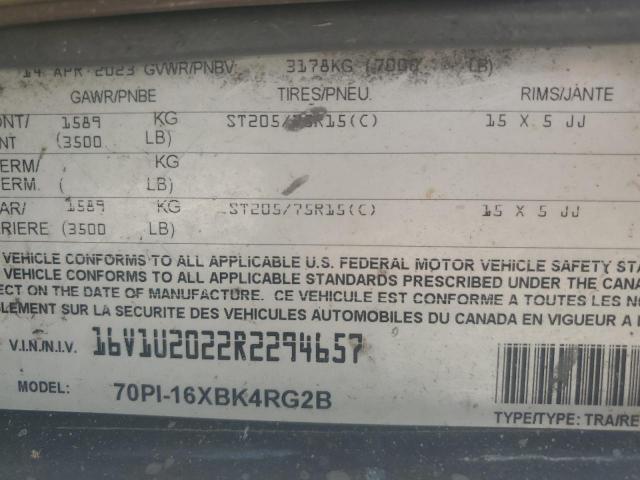 14 APR 2023 GVWR/PNBV: 3178KG (7000 LB)
GAWR/PNBE TIRES/PNEU. RIMS/JANTE
ONT/ 1589 KG ST205/75R15(C) 15 X 5 JJ
NT (3500 LB)
ERM/ KG
ERM. ( LB)
AR/ 1589 KG ST205/75R15(C) 15 X 5 JJ
RRIERE (3500 LB)
VEHICLE CONFORMS TO ALL APPLICABLE U.S. FEDERAL MOTOR VEHICLE SAFETY STA
VEHICLE CONFORMS TO ALL APPLICABLE STANDARDS PRESCRIBED UNDER THE CANA
ECT ON THE DATE OF MANUFACTURE. CE VEHICULE EST CONFORME A TOUTES LES N
LEMENT SUR LA SECURITE DES VEHICULES AUTOMOBILES DU CANADA EN VIGUEUR A
V.I.N./N.I.V. 16V1U2022R2294657
MODEL: 70PI-16XBK4RG2B
TYPE/TYPE: TRA/RE